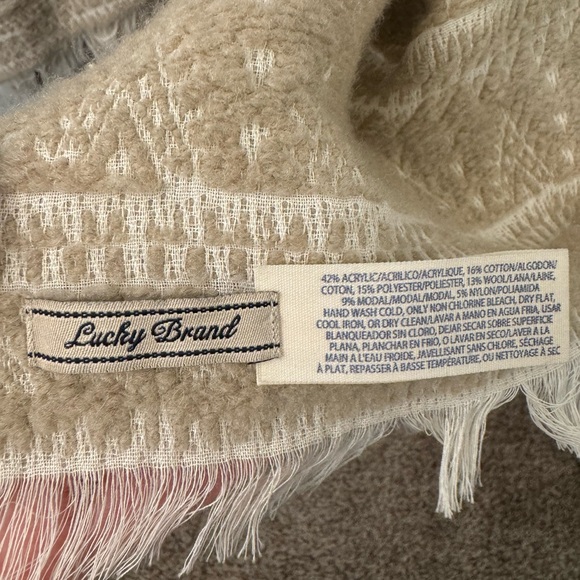 Lucky Brand
42% ACRYLIC/ACRILICO/ACRYLIQUE, 16% COTTON/ALGODON/
COTON, 15% POLYESTER/POLIESTER, 13% WOOL/LANA/LAINE,
9% MODAL/MODAL/MODAL, 5% NYLON/POLIAMIDA
HAND WASH COLD, ONLY NON CHLORINE BLEACH. DRY FLAT,
COOL IRON, OR DRY CLEAN/LAVAR A MANO EN AGUA FRIA, USAR
BLANQUEADOR SIN CLORO, DEJAR SECAR SOBRE SUPERFICIE
PLANA, PLANCHAR EN FRIO, O LAVAR EN SECO/LAVER A LA
MAIN A L'EAU FROIDE, JAVELLISANT SANS CHLORE, SÉCHAGE
À PLAT, REPASSER À BASSE TEMPÉRATURE, OU NETTOYAGE À SEC